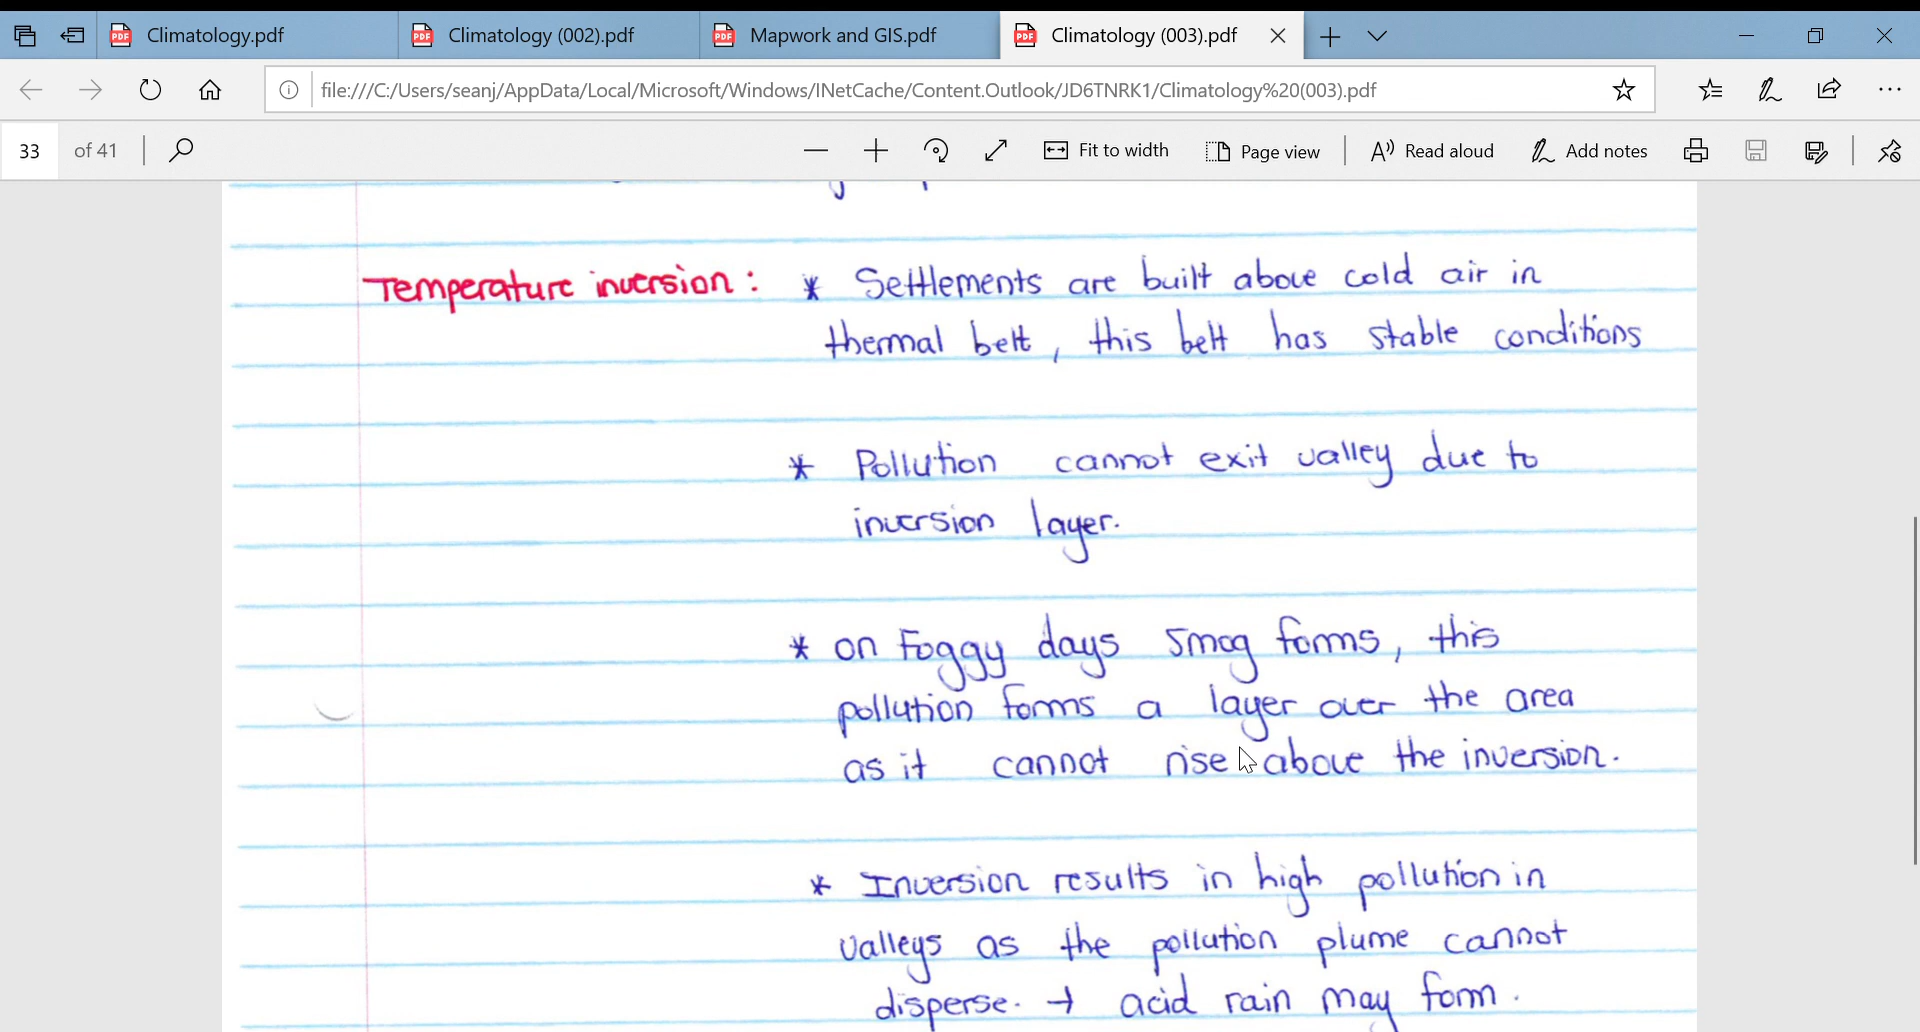 Climatology.pdf
Climatology (002).pdf
Mapwork and GIS.pdf
Climatology (003).pdf
file:///C:/Users/seanj/AppData/Local/Microsoft/Windows/INetCache/Content.Outlook/JD6TNRK1/Climatology%20(003).pdf
33 of 41
Fit to width
Page view
Read aloud
Add notes
Temperature inversion : * Settlements are built above cold air in
thermal belt, this belt has stable conditions
* Pollution cannot exit valley due to
inversion layer.
* on Foggy days smog forms, this
pollution forms a layer over the area
as it cannot rise above the inversion.
* Inversion results in high pollution in
valleys as the pollution plume cannot
disperse. → acid rain may form.